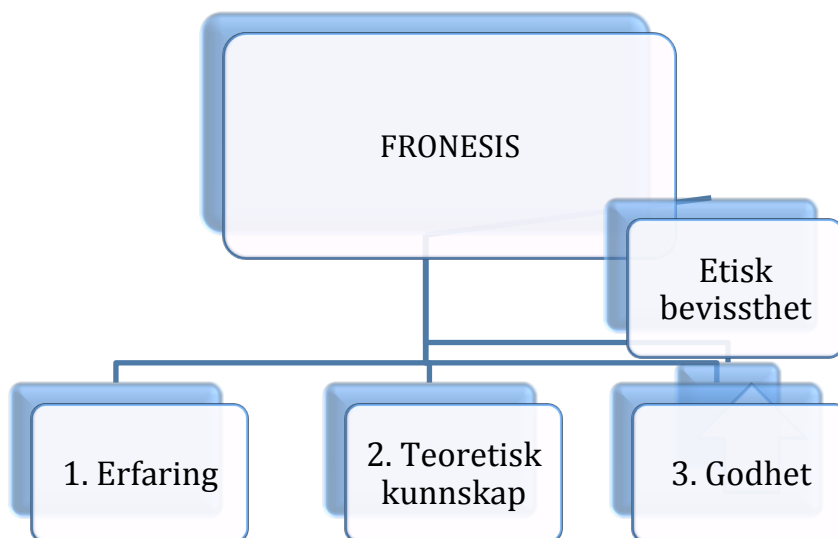 FRONESIS
Etisk
bevissthet
1. Erfaring
2. Teoretisk
kunnskap
3. Godhet